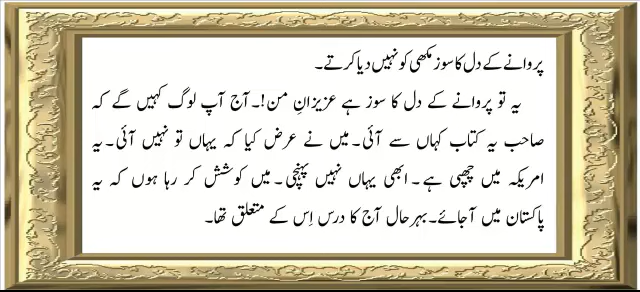 پروانے کے دل کا سوز مکھی کو نہیں دیا کرتے۔
یہ تو پروانے کے دل کا سوز ہے عزیزانِ من!۔ آج آپ لوگ کہیں گے کہ
صاحب یہ کتاب کہاں سے آئی۔ میں نے عرض کیا کہ یہاں تو نہیں آئی۔ یہ
امریکہ میں چھپی ہے۔ ابھی یہاں نہیں پہنچی۔ میں کوشش کر رہا ہوں کہ یہ
پاکستان میں آجائے۔ بہرحال آج کا درس اِس کے متعلق تھا۔